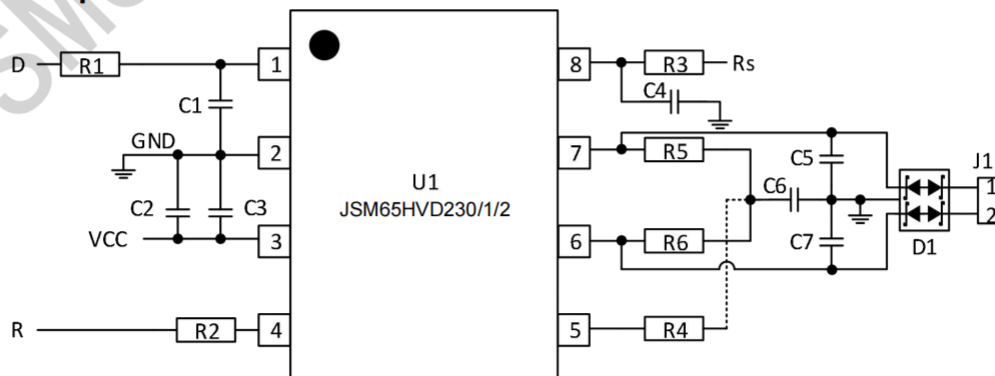 D R1 1 8 R3 Rs
C1 C4
GND 2 7 R5 J1
C5
U1 C6 1
JSM65HVD230/1/2
C2 C3 2
VCC 3 6 R6 C7 D1
R R2 4 5 R4